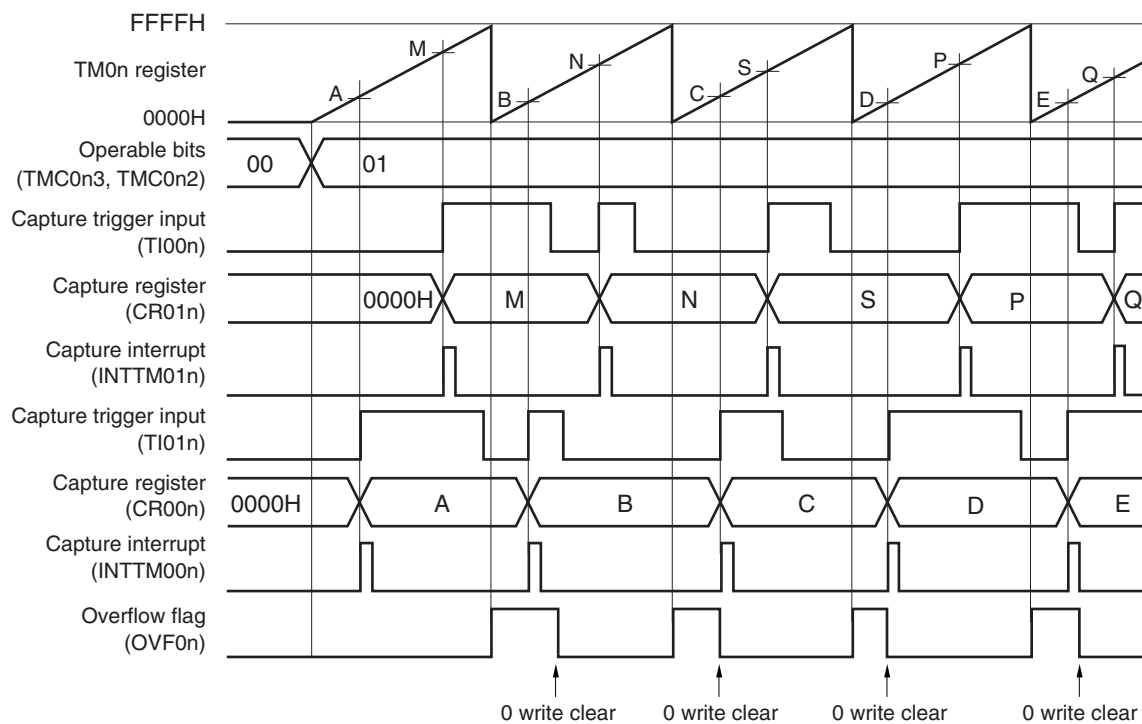 FFFFH
M
P
N
S
Q
TM0n register
A
B
C
D
E
0000H
Operable bits
(TMC0n3, TMC0n2)
00
01
Capture trigger input
(TI00n)
Capture register
(CR01n)
0000H
M
N
S
P
Q
Capture interrupt
(INTTM01n)
Capture trigger input
(TI01n)
Capture register
(CR00n)
0000H
A
B
C
D
E
Capture interrupt
(INTTM00n)
Overflow flag
(OVF0n)
0 write clear
0 write clear
0 write clear
0 write clear